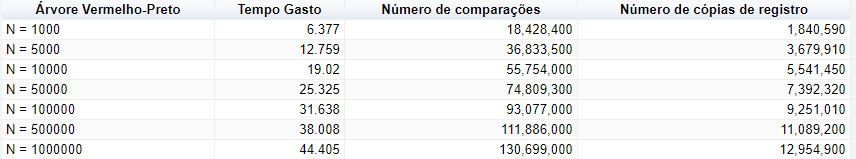 Árvore Vermelho-Preto Tempo Gasto Número de comparações Número de cópias de registro
N = 1000 6.377 18,428,400 1,840,590
N = 5000 12.759 36,833,500 3,679,910
N = 10000 19.02 55,754,000 5,541,450
N = 50000 25.325 74,809,300 7,392,320
N = 100000 31.638 93,077,000 9,251,010
N = 500000 38.008 111,886,000 11,089,200
N = 1000000 44.405 130,699,000 12,954,900